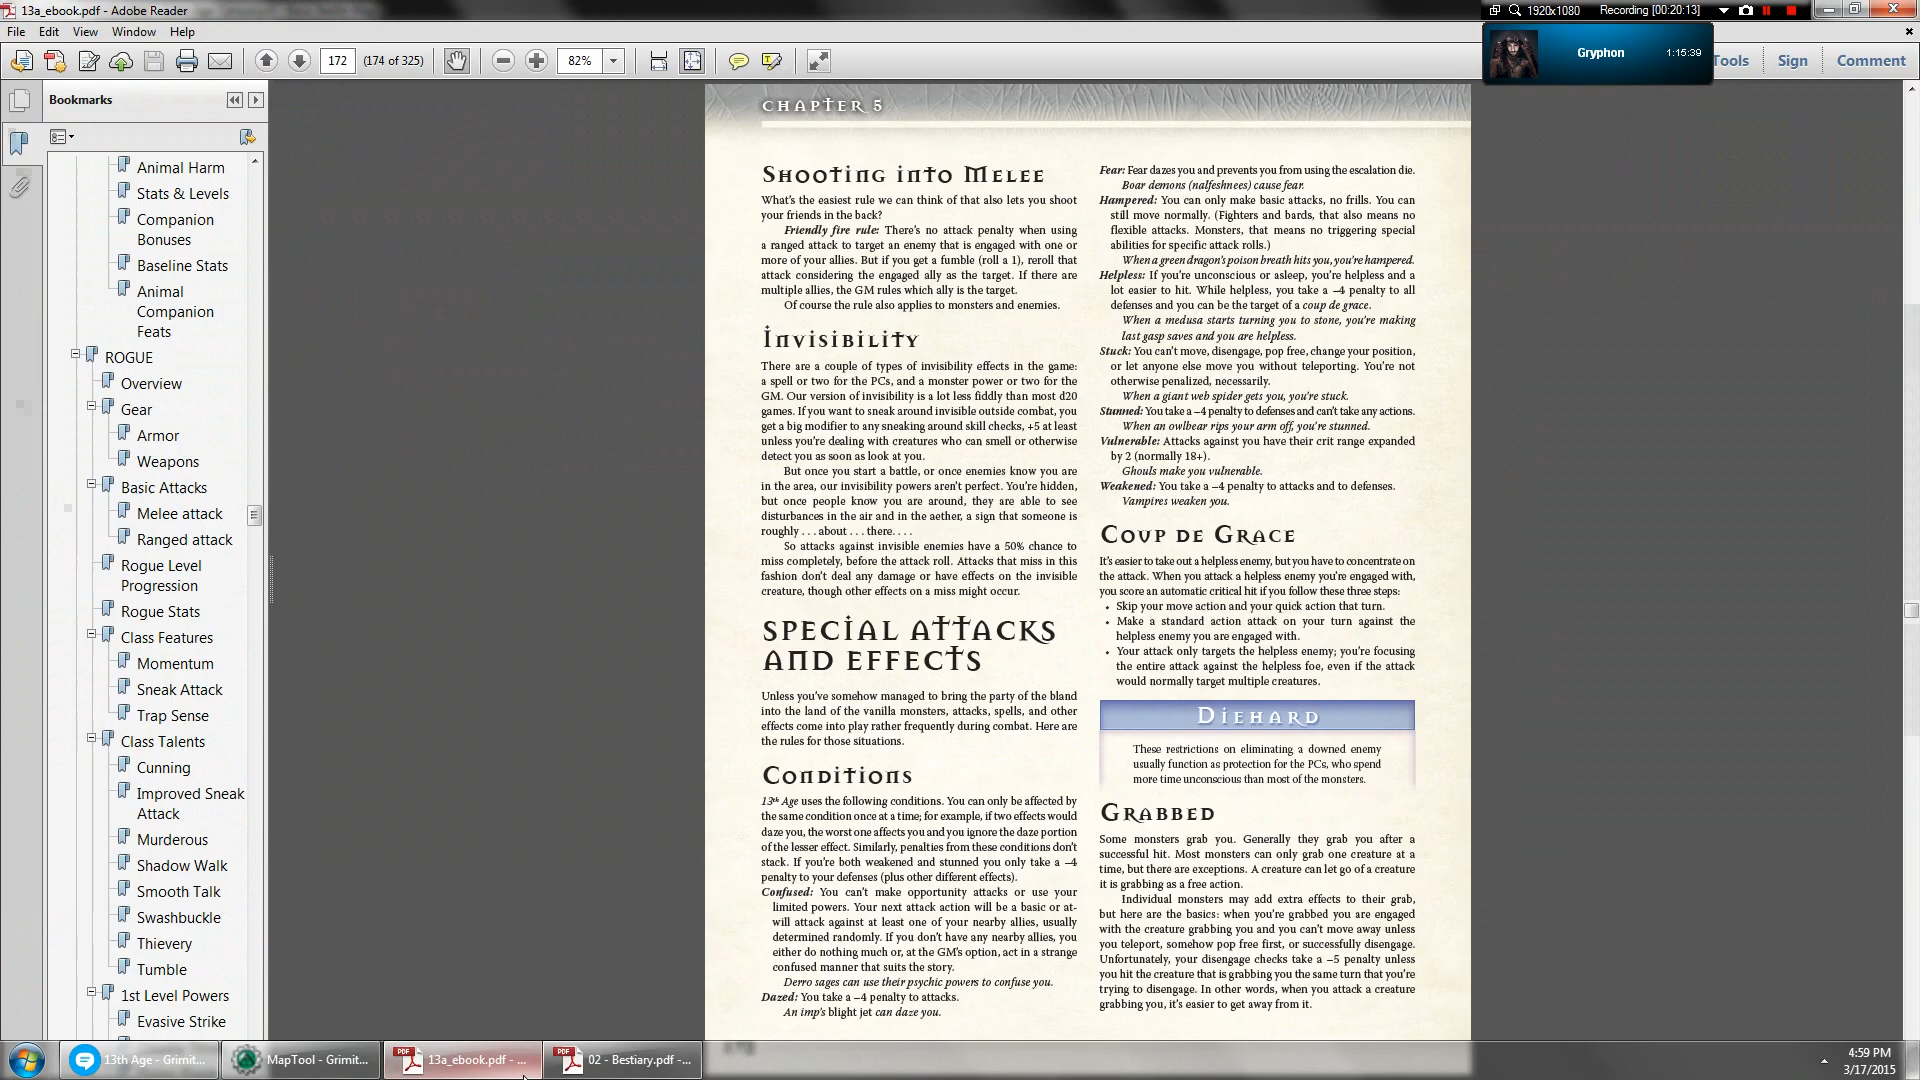 13a_ebook.pdf - Adobe Reader
1920x1080
Recording [00:20:13]
File Edit View Window Help
Gryphon
1:15:39
172
(174 of 325)
82%
Tools
Sign
Comment
Bookmarks
Animal Harm
Stats & Levels
Companion
Bonuses
Baseline Stats
Animal
Companion
Feats
ROGUE
Overview
Gear
Armor
Weapons
Basic Attacks
Melee attack
Ranged attack
Rogue Level
Progression
Rogue Stats
Class Features
Momentum
Sneak Attack
Trap Sense
Class Talents
Cunning
Improved Sneak
Attack
Murderous
Shadow Walk
Smooth Talk
Swashbuckle
Thievery
Tumble
1st Level Powers
Evasive Strike
CHAPTER 5
Shooting into Melee
What's the easiest rule we can think of that also lets you shoot
your friends in the back?
Friendly fire rule: There's no attack penalty when using
a ranged attack to target an enemy that is engaged with one or
more of your allies. But if you get a fumble (roll a 1), reroll that
attack considering the engaged ally as the target. If there are
multiple allies, the GM rules which ally is the target.
Of course the rule also applies to monsters and enemies.
Invisibility
There are a couple of types of invisibility effects in the game:
a spell or two for the PCs, and a monster power or two for the
GM. Our version of invisibility is a lot less fiddly than most d20
games. If you want to sneak around invisible outside combat, you
get a big modifier to any sneaking around skill checks, +5 at least
unless you're dealing with creatures who can smell or otherwise
detect you as soon as look at you.
But once you start a battle, or once enemies know you are
in the area, our invisibility powers aren't perfect. You're hidden,
but once people know you are around, they are able to see
disturbances in the air and in the aether, a sign that someone is
roughly . . . about . . . there. . . .
So attacks against invisible enemies have a 50% chance to
miss completely, before the attack roll. Attacks that miss in this
fashion don't deal any damage or have effects on the invisible
creature, though other effects on a miss might occur.
SPECIAL ATTACKS
AND EFFECTS
Unless you've somehow managed to bring the party of the bland
into the land of the vanilla monsters, attacks, spells, and other
effects come into play rather frequently during combat. Here are
the rules for those situations.
Conditions
13th Age uses the following conditions. You can only be affected by
the same condition once at a time; for example, if two effects would
daze you, the worst one affects you and you ignore the daze portion
of the lesser effect. Similarly, penalties from these conditions don't
stack. If you're both weakened and stunned you only take a –4
penalty to your defenses (plus other different effects).
Confused: You can't make opportunity attacks or use your
limited powers. Your next attack action will be a basic or at-
will attack against at least one of your nearby allies, usually
determined randomly. If you don't have any nearby allies, you
either do nothing much or, at the GM's option, act in a strange
confused manner that suits the story.
Derro sages can use their psychic powers to confuse you.
Dazed: You take a –4 penalty to attacks.
An imp's blight jet can daze you.
Fear: Fear dazes you and prevents you from using the escalation die.
Boar demons (nalfeshnees) cause fear.
Hampered: You can only make basic attacks, no frills. You can
still move normally. (Fighters and bards, that also means no
flexible attacks. Monsters, that means no triggering special
abilities for specific attack rolls.)
When a green dragon's poison breath hits you, you're hampered.
Helpless: If you're unconscious or asleep, you're helpless and a
lot easier to hit. While helpless, you take a –4 penalty to all
defenses and you can be the target of a coup de grace.
When a medusa starts turning you to stone, you're making
last gasp saves and you are helpless.
Stuck: You can't move, disengage, pop free, change your position,
or let anyone else move you without teleporting. You're not
otherwise penalized, necessarily.
When a giant web spider gets you, you're stuck.
Stunned: You take a –4 penalty to defenses and can't take any actions.
When an owlbear rips your arm off, you're stunned.
Vulnerable: Attacks against you have their crit range expanded
by 2 (normally 18+).
Ghouls make you vulnerable.
Weakened: You take a –4 penalty to attacks and to defenses.
Vampires weaken you.
Coup de Grace
It's easier to take out a helpless enemy, but you have to concentrate on
the attack. When you attack a helpless enemy you're engaged with,
you score an automatic critical hit if you follow these three steps:
• Skip your move action and your quick action that turn.
• Make a standard action attack on your turn against the
helpless enemy you are engaged with.
• Your attack only targets the helpless enemy; you're focusing
the entire attack against the helpless foe, even if the attack
would normally target multiple creatures.
Diehard
These restrictions on eliminating a downed enemy
usually function as protection for the PCs, who spend
more time unconscious than most of the monsters.
Grabbed
Some monsters grab you. Generally they grab you after a
successful hit. Most monsters can only grab one creature at a
time, but there are exceptions. A creature can let go of a creature
it is grabbing as a free action.
Individual monsters may add extra effects to their grab,
but here are the basics: when you're grabbed you are engaged
with the creature grabbing you and you can't move away unless
you teleport, somehow pop free first, or successfully disengage.
Unfortunately, your disengage checks take a –5 penalty unless
you hit the creature that is grabbing you the same turn that you're
trying to disengage. In other words, when you attack a creature
grabbing you, it's easier to get away from it.
13th Age - Grimit...
MapTool - Grimit...
13a_ebook.pdf - ...
02 - Bestiary.pdf -...
4:59 PM
3/17/2015